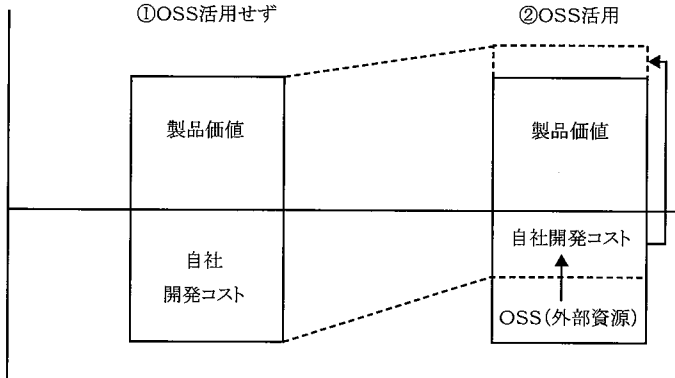 ①OSS活用せず
②OSS活用
製品価値
製品価値
自社
開発コスト
自社開発コスト
OSS(外部資源)